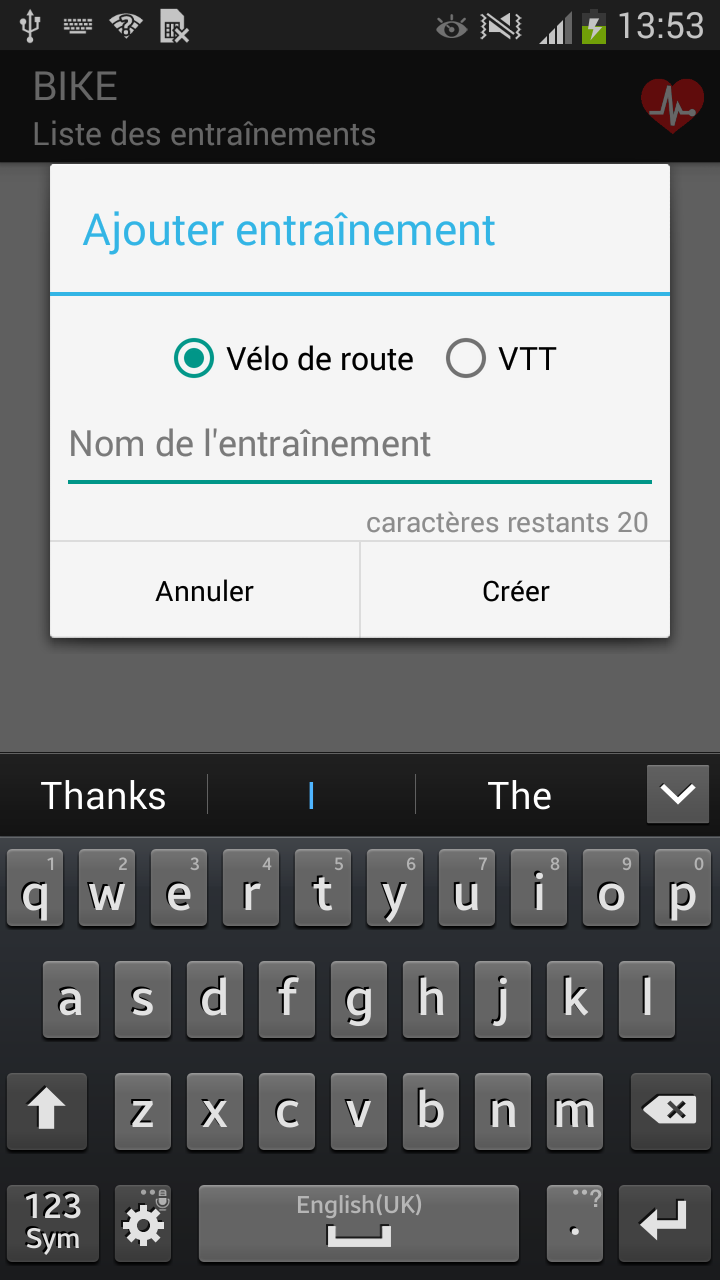 13:53
BIKE
Liste des entraînements
Ajouter entraînement
Vélo de route VTT
Nom de l'entraînement
caractères restants 20
Annuler Créer
Thanks I The
1 2 3 4 5 6 7 8 9 0
q w e r t y u i o p
a s d f g h j k l
z x c v b n m
123 English(UK) ?
Sym .